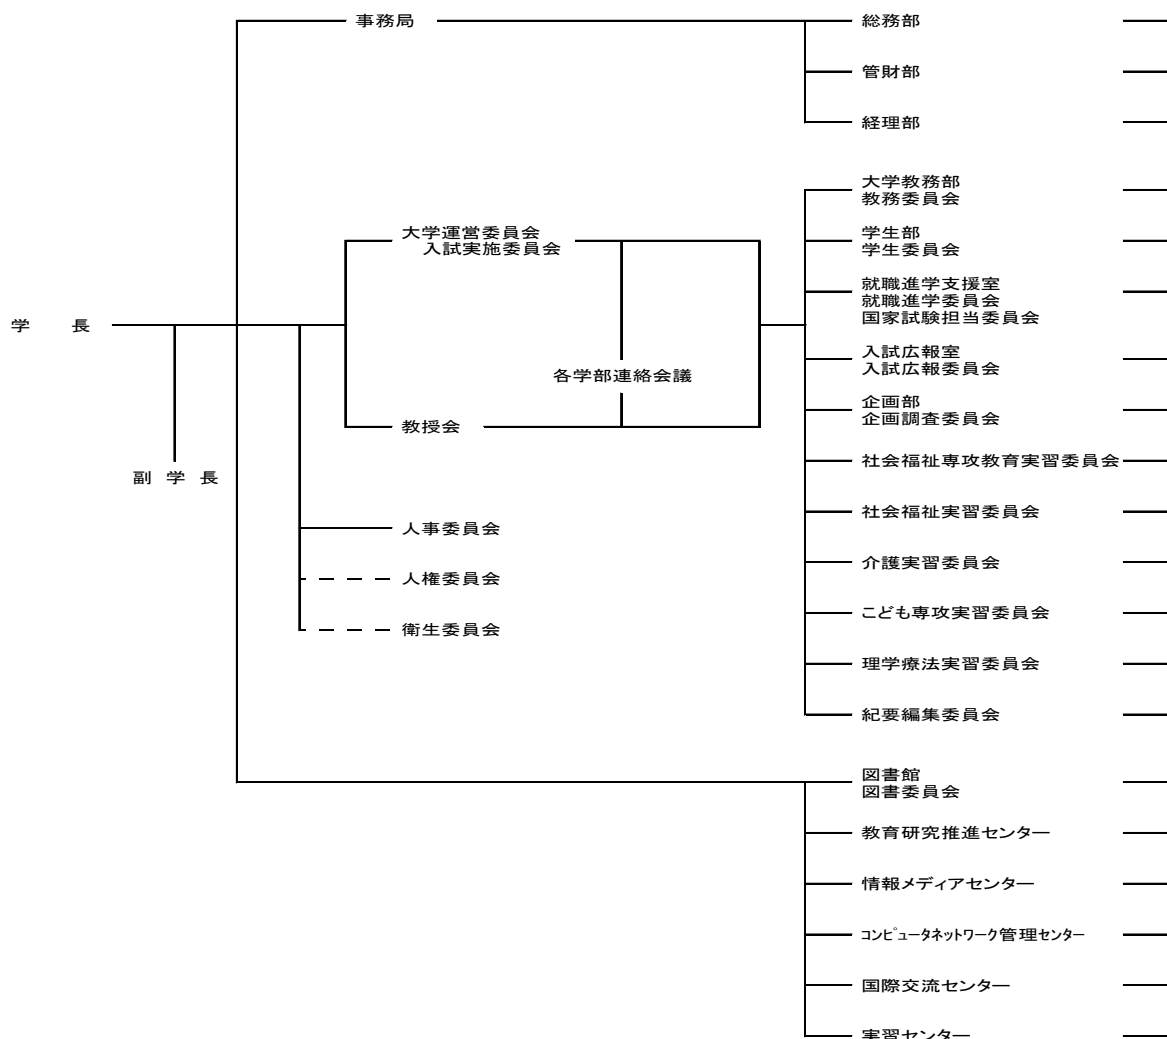 事務局
総務部
管財部
経理部
大学教務部
教務委員会
大学運営委員会
入試実施委員会
学生部
学生委員会
就職進学支援室
就職進学委員会
国家試験担当委員会
学 長
入試広報室
入試広報委員会
各学部連絡会議
企画部
企画調査委員会
教授会
社会福祉専攻教育実習委員会
副 学 長
社会福祉実習委員会
人事委員会
介護実習委員会
人権委員会
こども専攻実習委員会
衛生委員会
理学療法実習委員会
紀要編集委員会
図書館
図書委員会
教育研究推進センター
情報メディアセンター
コンピュータネットワーク管理センター
国際交流センター
実習センター